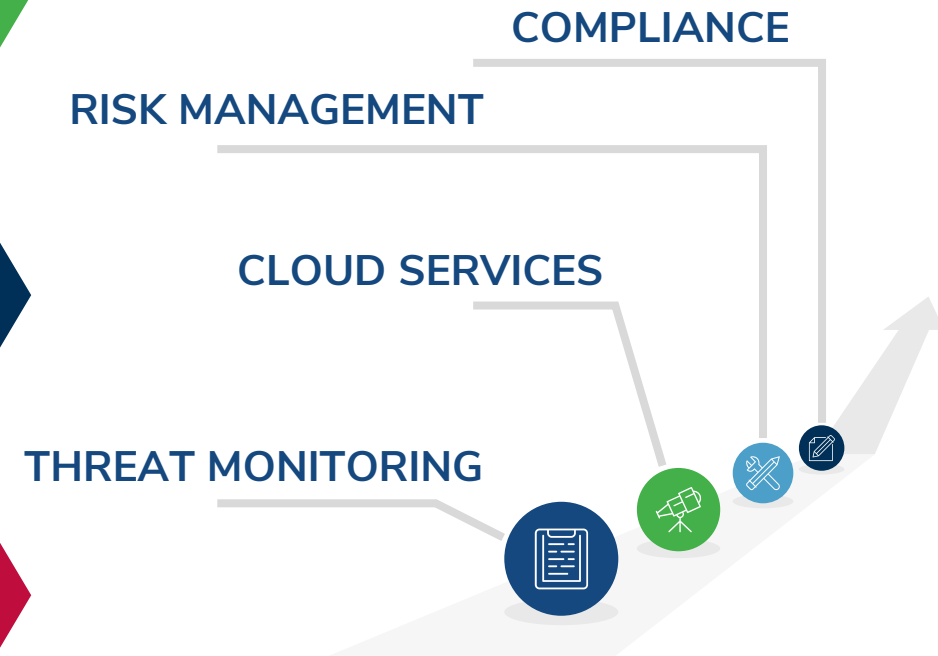 COMPLIANCE
RISK MANAGEMENT
CLOUD SERVICES
THREAT MONITORING